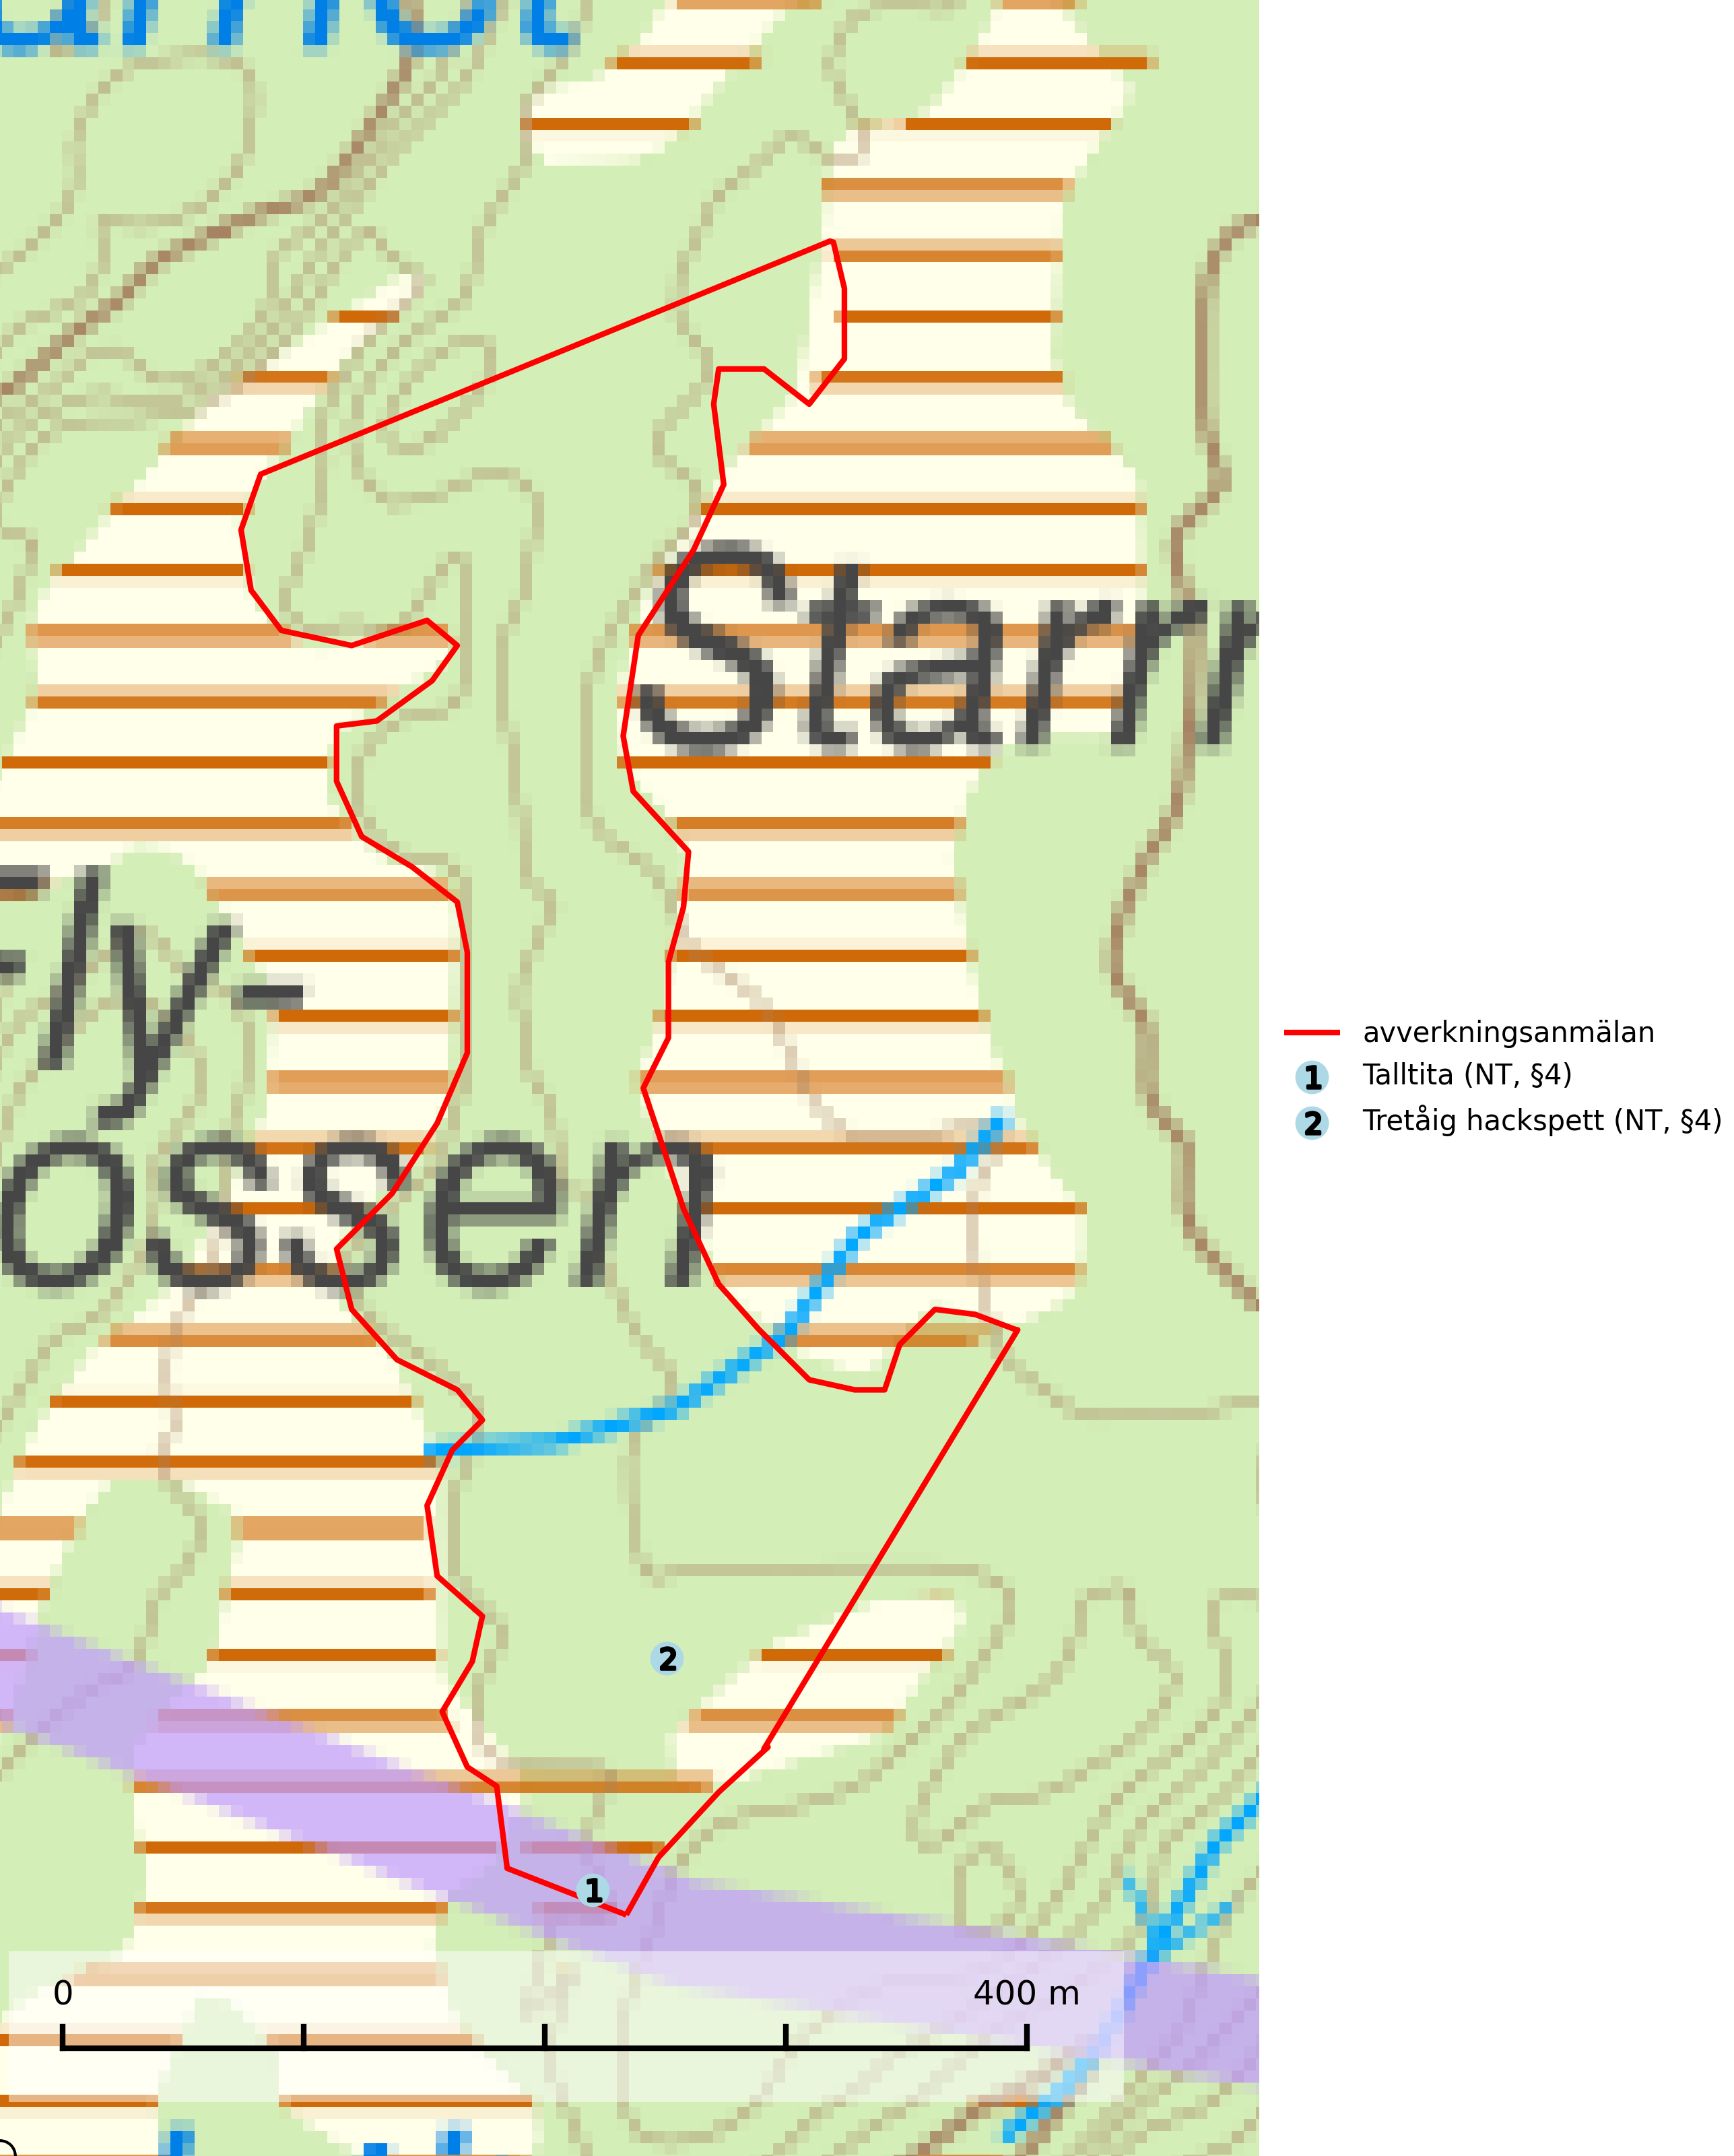 Starr
Fly-
ossen
avverkningsanmälan
1 Talltita (NT, §4)
2 Tretåig hackspett (NT, §4)
2
1
0 400 m